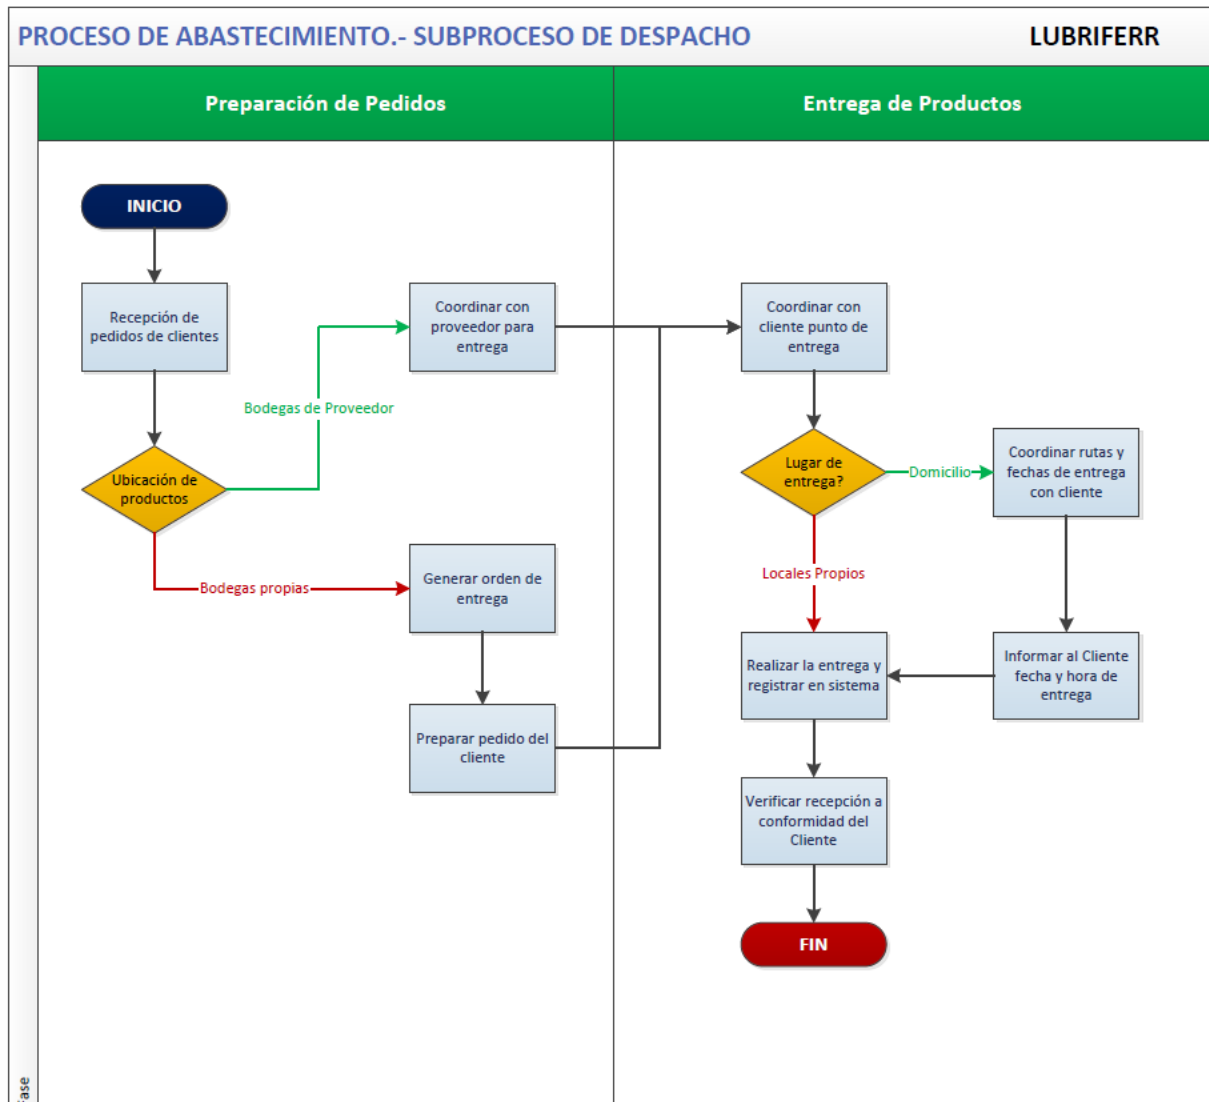 PROCESO DE ABASTECIMIENTO.- SUBPROCESO DE DESPACHO
LUBRIFERR
Preparación de Pedidos
Entrega de Productos
INICIO
Recepción de
pedidos de clientes
Ubicación de
productos
Bodegas de Proveedor
Coordinar con
proveedor para
entrega
Bodegas propias
Generar orden de
entrega
Preparar pedido del
cliente
Coordinar con
cliente punto de
entrega
Lugar de
entrega?
Domicilio
Coordinar rutas y
fechas de entrega
con cliente
Locales Propios
Informar al Cliente
fecha y hora de
entrega
Realizar la entrega y
registrar en sistema
Verificar recepción a
conformidad del
Cliente
FIN
Fase